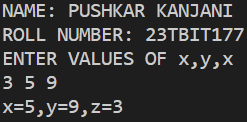 NAME: PUSHKAR KANJANI
ROLL NUMBER: 23TBIT177
ENTER VALUES OF x,y,x
3 5 9
x=5,y=9,z=3